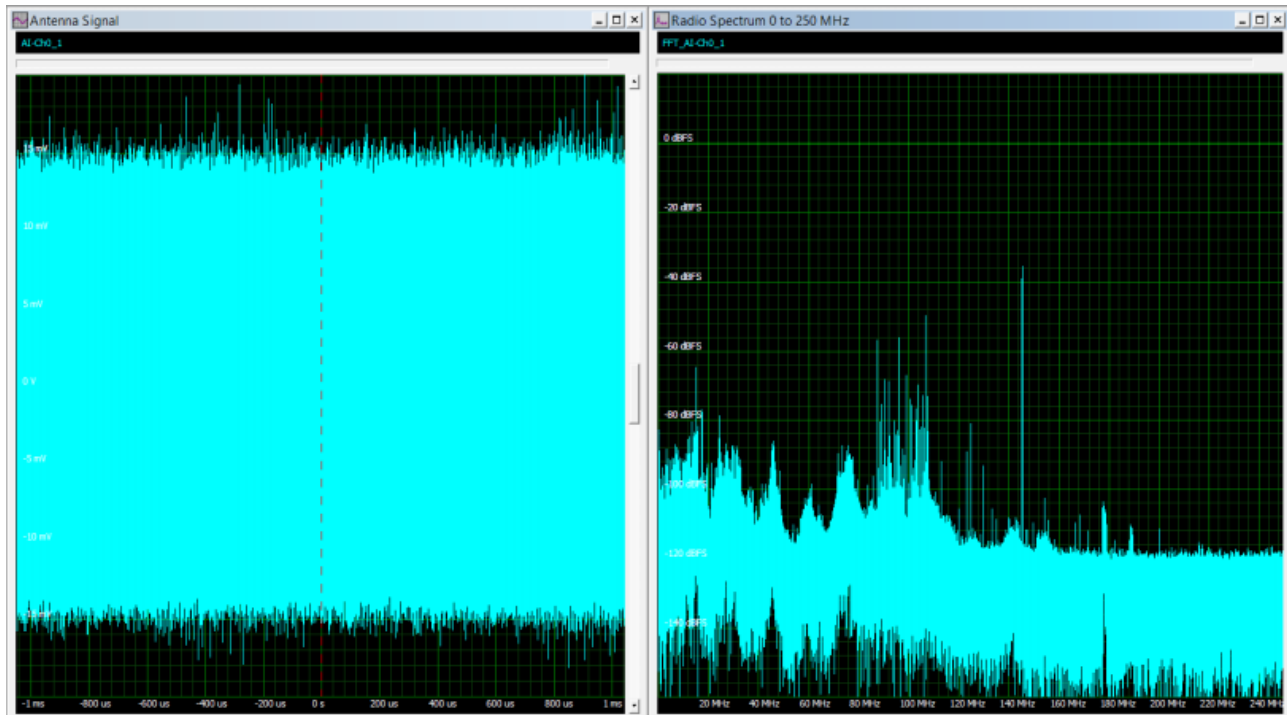 Antenna Signal
AI-Ch0_1
15 mV
10 mV
5 mV
0 V
-5 mV
-10 mV
-15 mV
-1 ms -800 us -600 us -400 us -200 us 0 s 200 us 400 us 600 us 800 us 1 ms
Radio Spectrum 0 to 250 MHz
FFT_AI-Ch0_1
0 dBFS
-20 dBFS
-40 dBFS
-60 dBFS
-80 dBFS
-100 dBFS
-120 dBFS
-140 dBFS
20 MHz 40 MHz 60 MHz 80 MHz 100 MHz 120 MHz 140 MHz 160 MHz 180 MHz 200 MHz 220 MHz 240 MHz